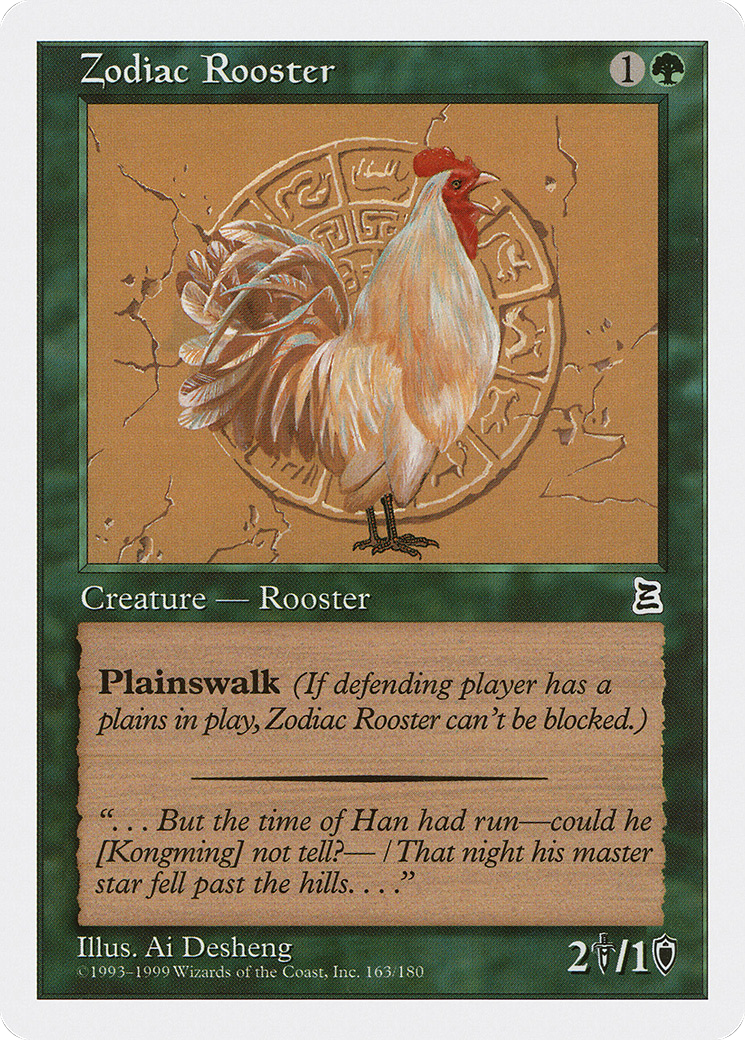 Zodiac Rooster 1
Creature — Rooster
Plainswalk (If defending player has a
plains in play, Zodiac Rooster can't be blocked.)
“. . . But the time of Han had run—could he
[Kongming] not tell?— / That night his master
star fell past the hills. . . .”
Illus. Ai Desheng
©1993–1999 Wizards of the Coast, Inc. 163/180
2/1